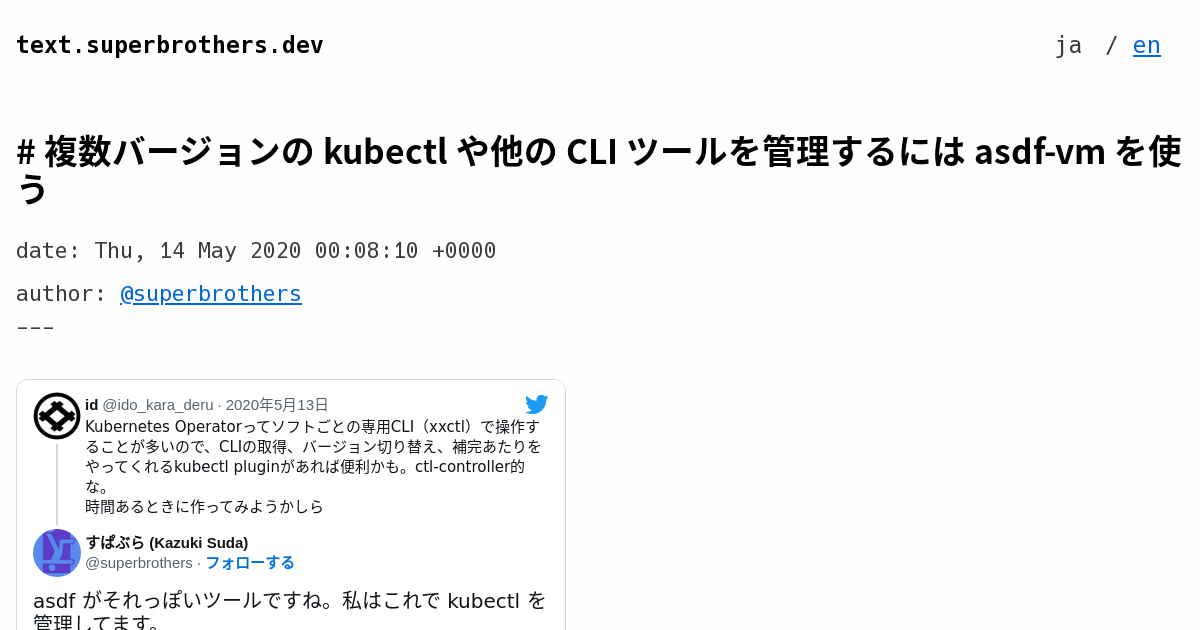 text.superbrothers.dev
ja / en
# 複数バージョンの kubectl や他の CLI ツールを管理するには asdf-vm を使
う
date: Thu, 14 May 2020 00:08:10 +0000
author: @superbrothers
---
id @ido_kara_deru · 2020年5月13日
Kubernetes Operatorってソフトごとの専用CLI（xxctl）で操作す
ることが多いので、CLIの取得、バージョン切り替え、補完あたりを
やってくれるkubectl pluginがあれば便利かも。ctl-controller的
な。
時間あるときに作ってみようかしら
すぱぶら (Kazuki Suda)
@superbrothers · フォローする
asdf がそれっぽいツールですね。私はこれで kubectl を
管理してます。